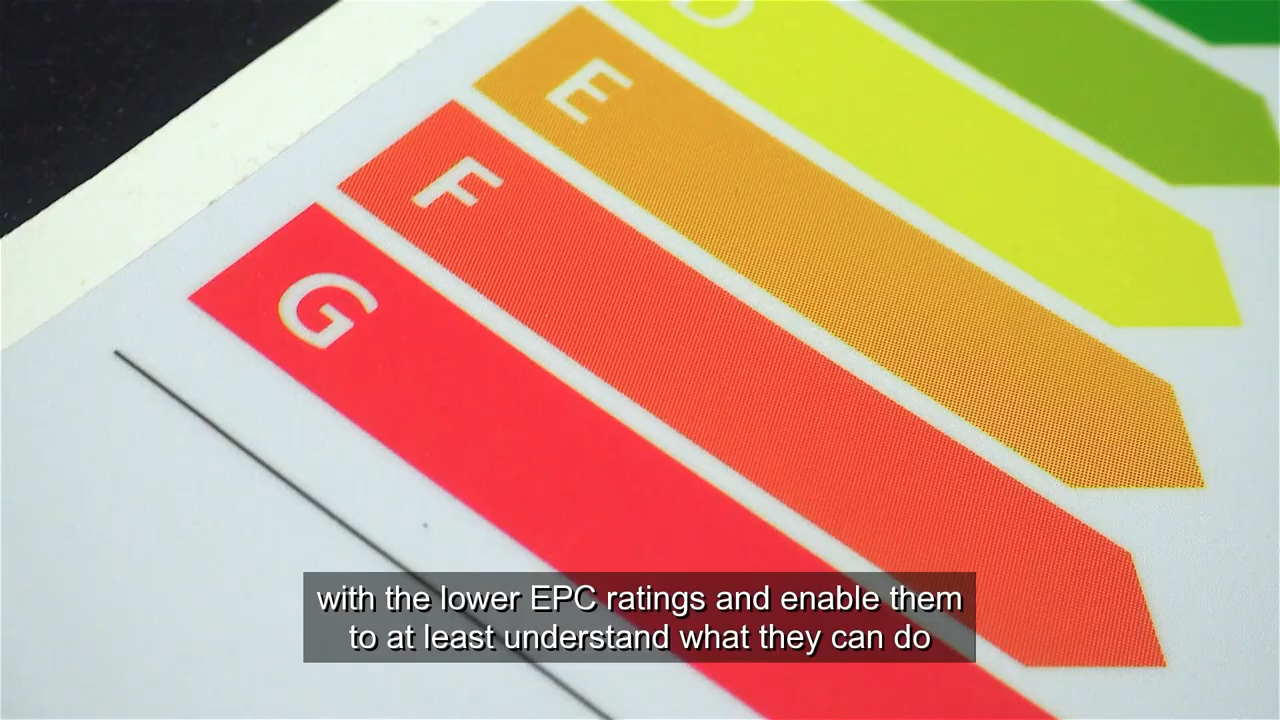 D
E
F
G
with the lower EPC ratings and enable them
to at least understand what they can do